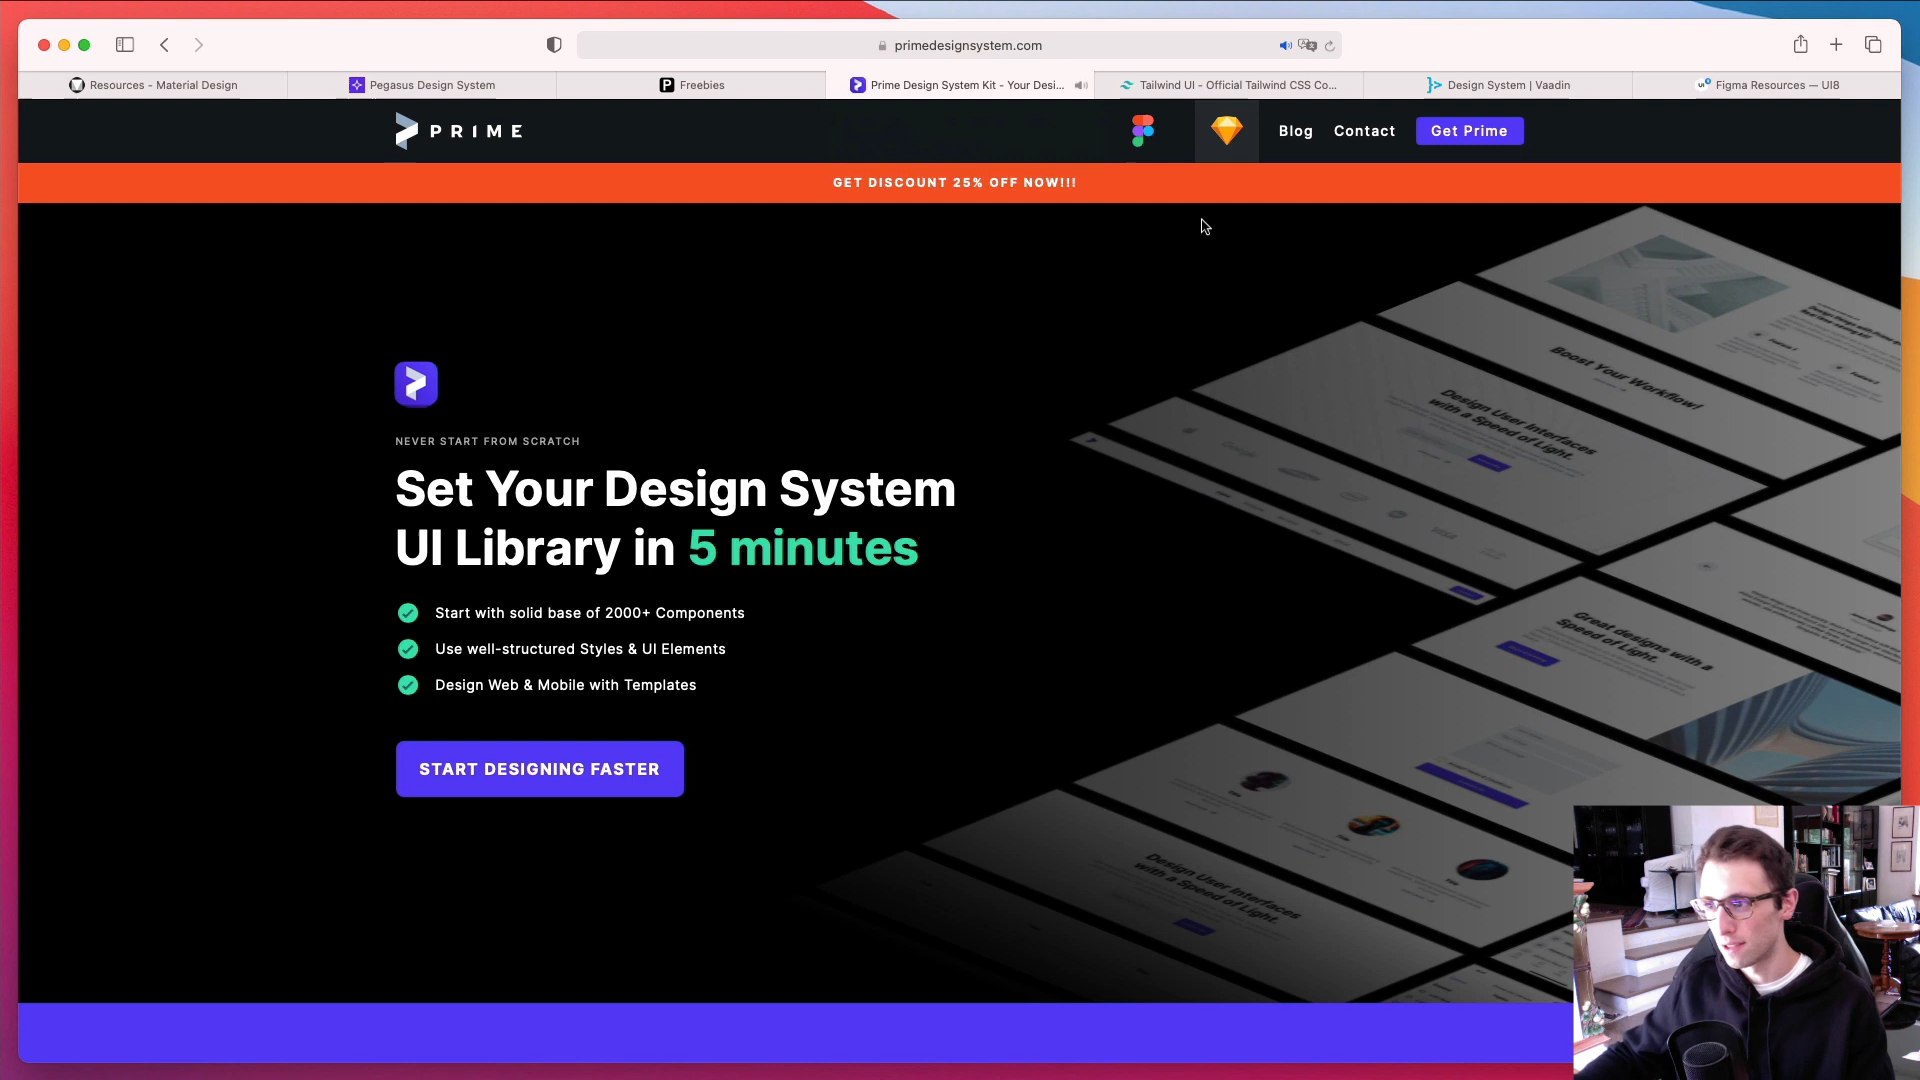 primedesignsystem.com
Resources - Material Design
Pegasus Design System
Freebies
Prime Design System Kit - Your Desi...
Tailwind UI - Official Tailwind CSS Co...
Design System | Vaadin
Figma Resources — UI8
PRIME
Blog
Contact
Get Prime
GET DISCOUNT 25% OFF NOW!!!
NEVER START FROM SCRATCH
Set Your Design System
UI Library in 5 minutes
Start with solid base of 2000+ Components
Use well-structured Styles & UI Elements
Design Web & Mobile with Templates
START DESIGNING FASTER
Boost Your Workflow!
Design User Interfaces
with a Speed of Light.
Great designs with a
Speed of Light.
Design User Interfaces
with a Speed of Light.